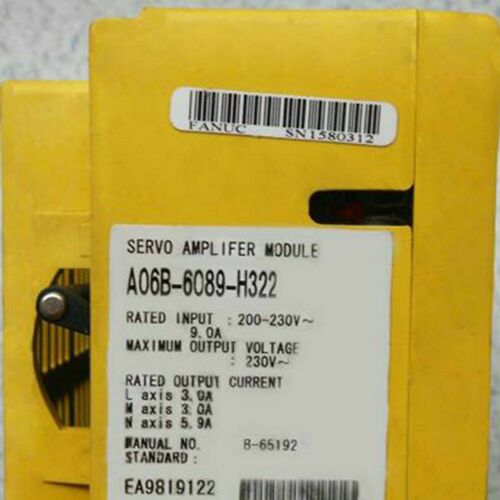 FANUC SN1580312
SERVO AMPLIFER MODULE
A06B-6089-H322
RATED INPUT : 200-230V~
9.0A
MAXIMUM OUTPUT VOLTAGE
: 230V~
RATED OUTPUT CURRENT
L axis 3.0A
M axis 3.0A
N axis 5.9A
MANUAL NO. B-65192
STANDARD :
EA9819122